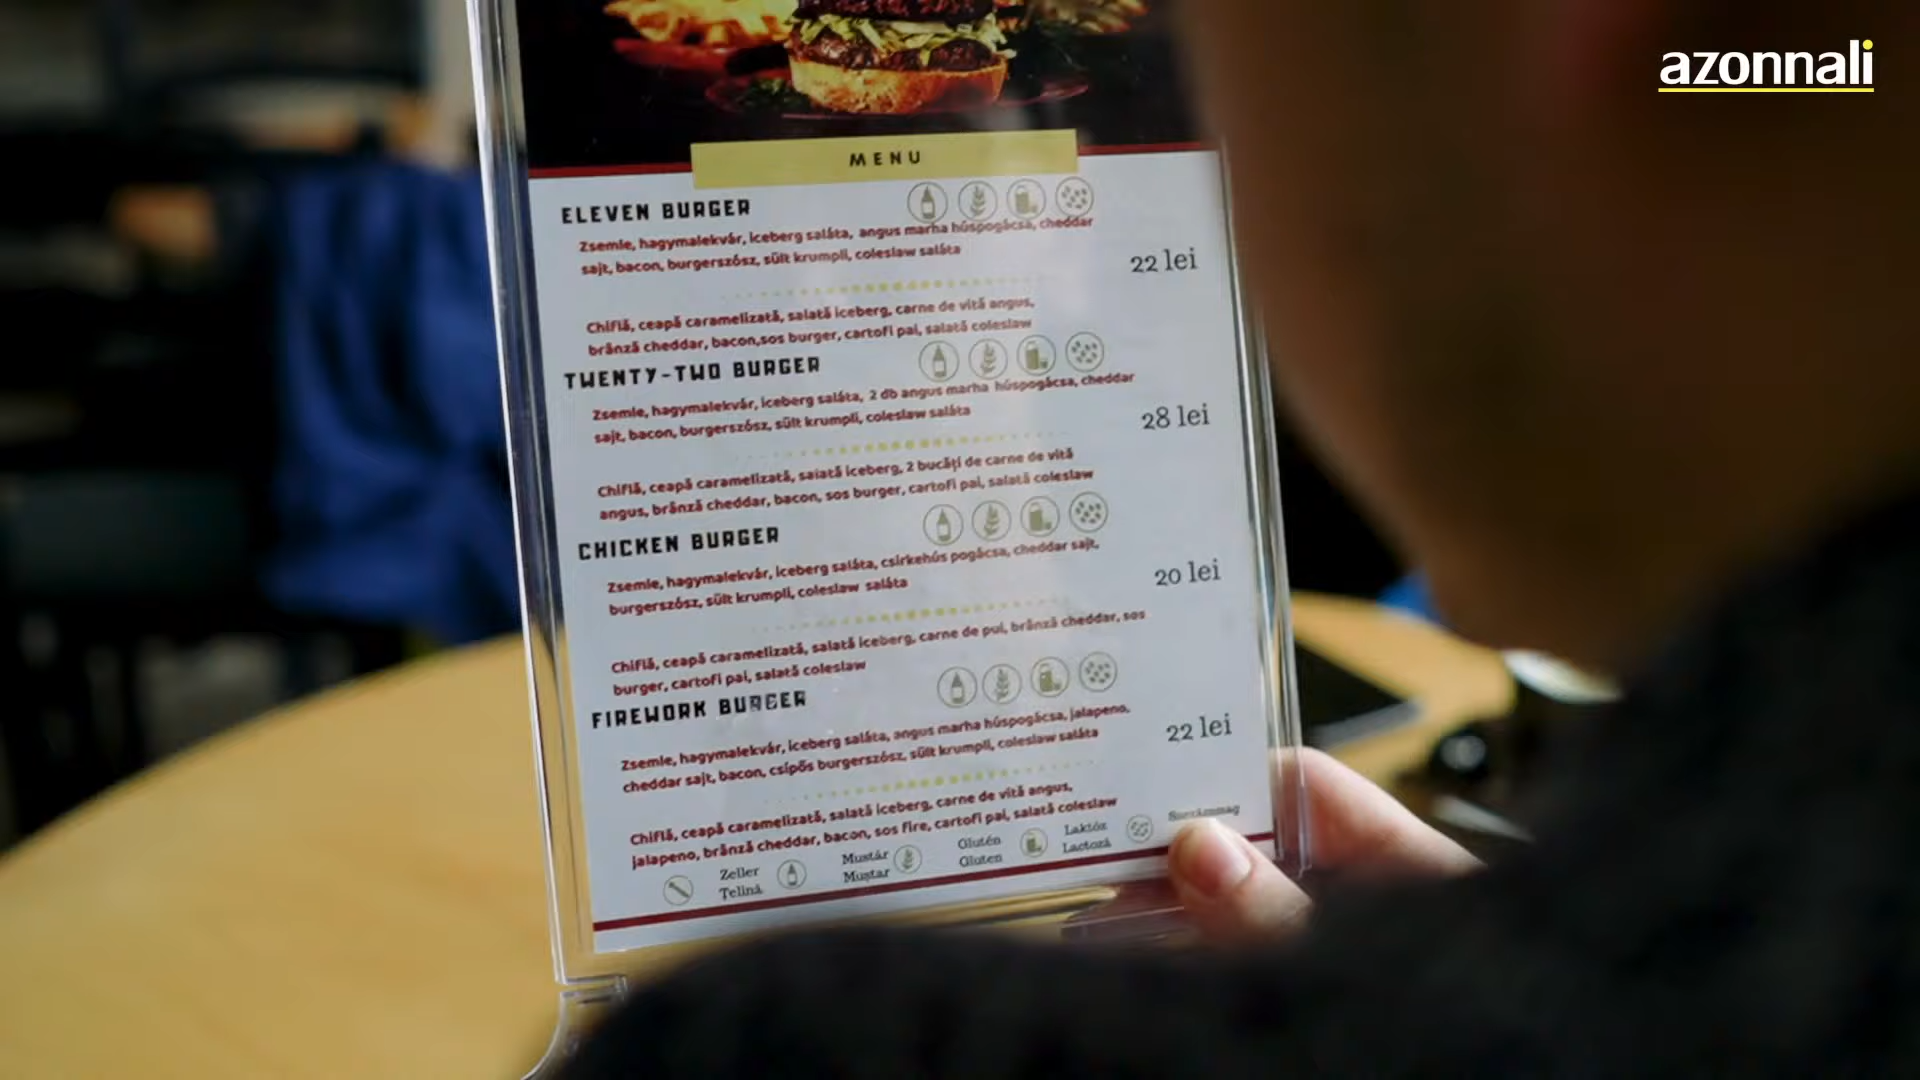 azonnali
MENU
ELEVEN BURGER
Zsemle, hagymalekvár, iceberg saláta, angus marha húspogácsa, cheddar
sajt, bacon, burgerszósz, sült krumpli, coleslaw saláta
22 lei
Chiflă, ceapă caramelizată, salată iceberg, carne de vită angus,
brânză cheddar, bacon,sos burger, cartofi pai, salată coleslaw
TWENTY-TWO BURGER
Zsemle, hagymalekvár, iceberg saláta, 2 db angus marha húspogácsa, cheddar
sajt, bacon, burgerszósz, sült krumpli, coleslaw saláta
28 lei
Chiflă, ceapă caramelizată, salată iceberg, 2 bucăți de carne de vită
angus, brânză cheddar, bacon, sos burger, cartofi pai, salată coleslaw
CHICKEN BURGER
Zsemle, hagymalekvár, iceberg saláta, csirkehús pogácsa, cheddar sajt,
burgerszósz, sült krumpli, coleslaw saláta
20 lei
Chiflă, ceapă caramelizată, salată iceberg, carne de pui, brânză cheddar, sos
burger, cartofi pai, salată coleslaw
FIREWORK BURGER
Zsemle, hagymalekvár, iceberg saláta, angus marha húspogácsa, jalapeno,
cheddar sajt, bacon, csípős burgerszósz, sült krumpli, coleslaw saláta
22 lei
Chiflă, ceapă caramelizată, salată iceberg, carne de vită angus,
jalapeno, brânză cheddar, bacon, sos fire, cartofi pai, salată coleslaw
Zeller
Telină
Mustár
Muștar
Glutén
Gluten
Laktóz
Lactoză
Szezámmag